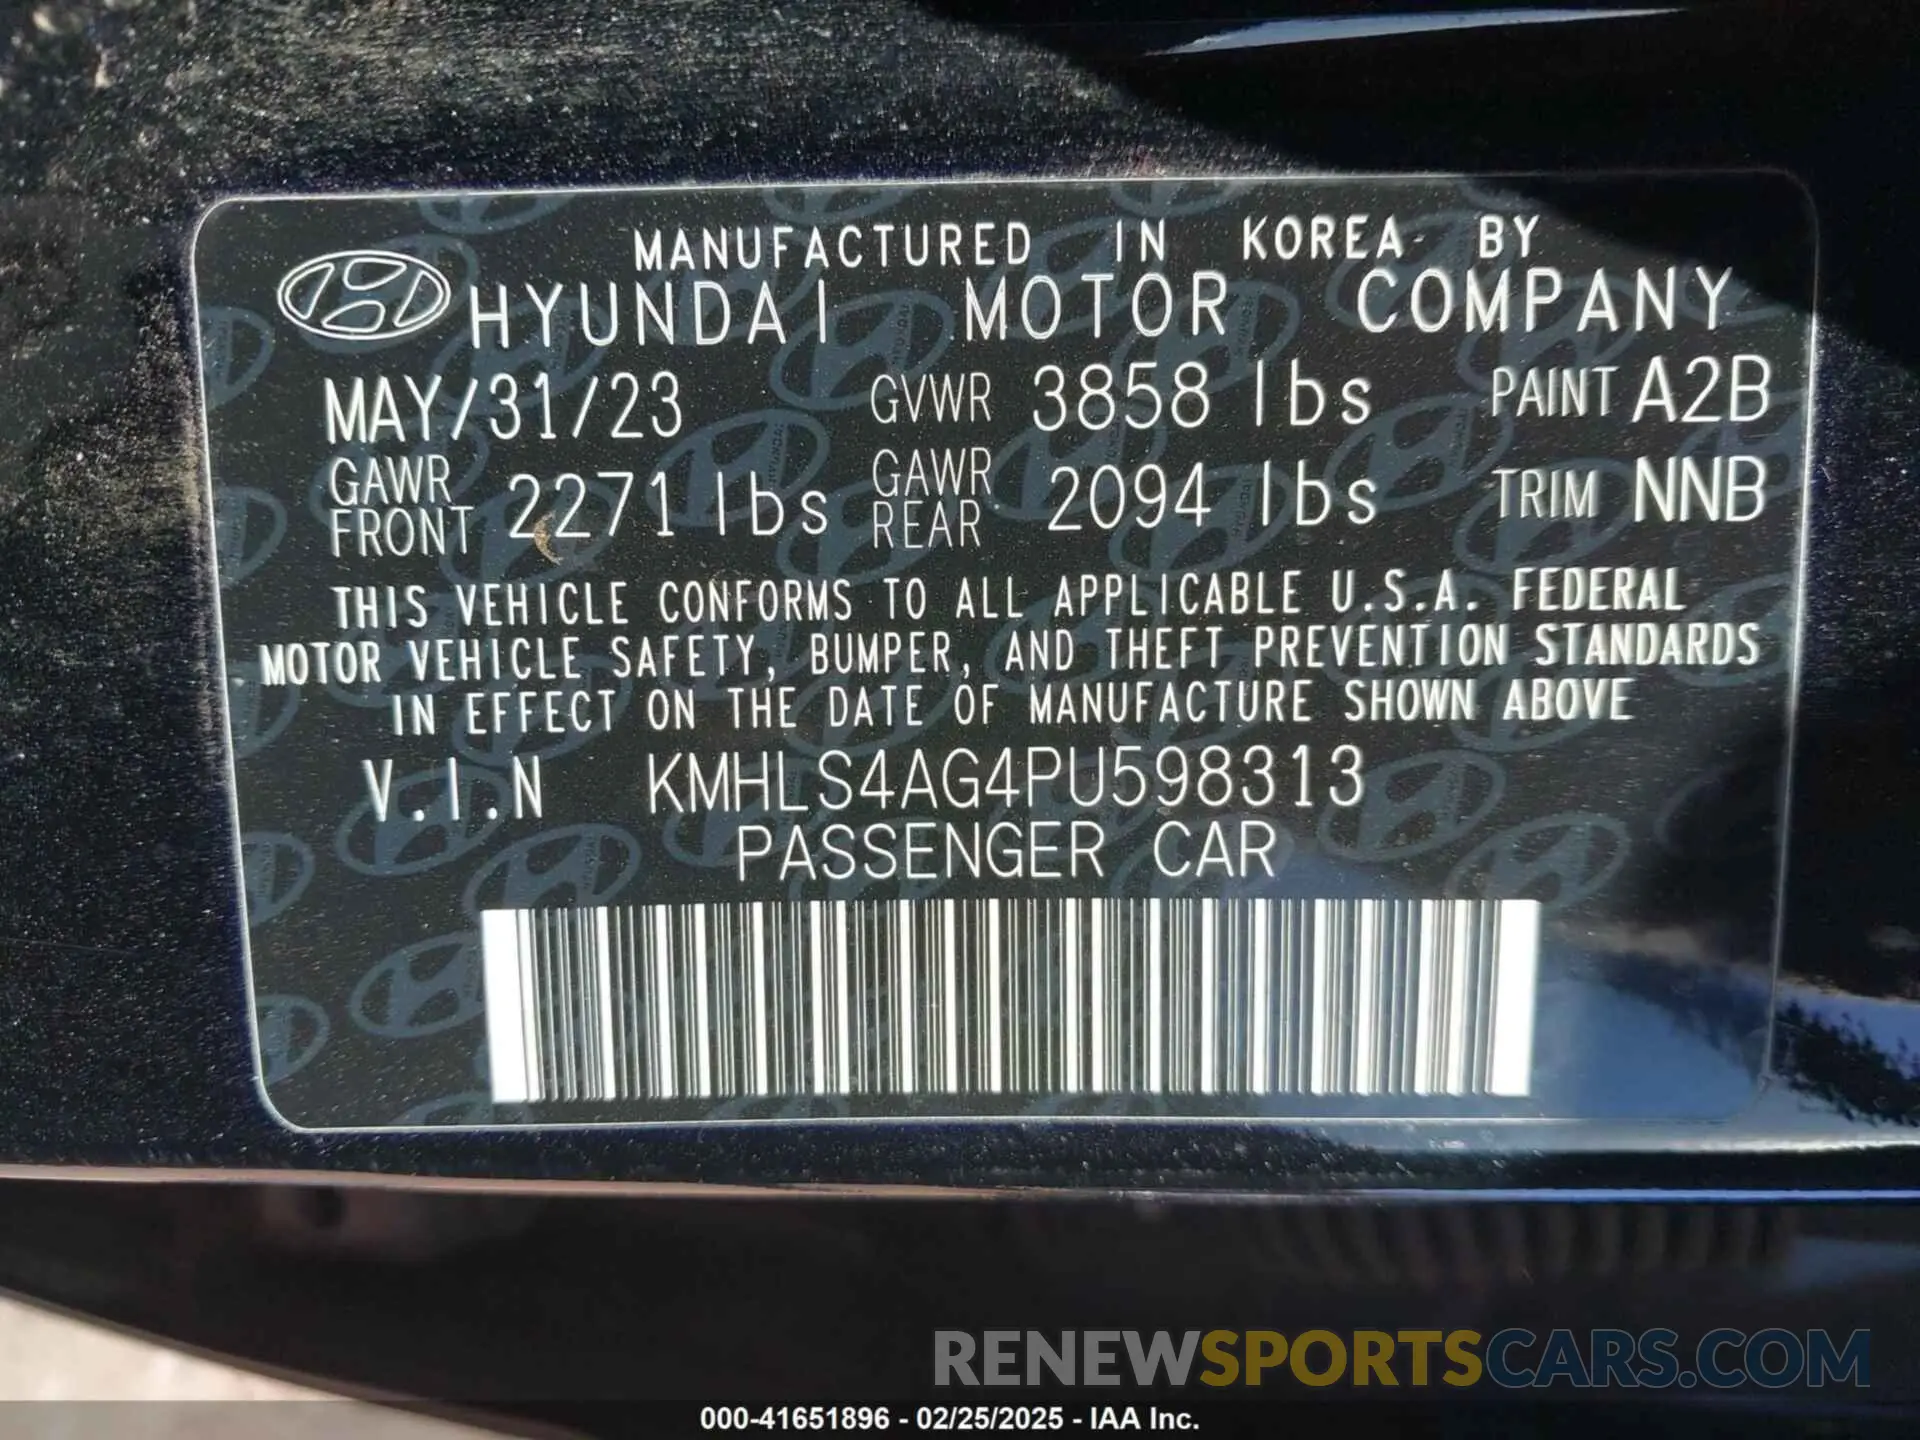 MANUFACTURED IN KOREA BY
HYUNDAI MOTOR COMPANY
MAY/31/23 GVWR 3858 lbs PAINT A2B
GAWR FRONT 2271 lbs GAWR REAR 2094 lbs TRIM NNB
THIS VEHICLE CONFORMS TO ALL APPLICABLE U.S.A. FEDERAL
MOTOR VEHICLE SAFETY, BUMPER, AND THEFT PREVENTION STANDARDS
IN EFFECT ON THE DATE OF MANUFACTURE SHOWN ABOVE
V.I.N KMHLS4AG4PU598313
PASSENGER CAR
RENEWSPORTSCARS.COM
000-41651896 - 02/25/2025 - IAA Inc.